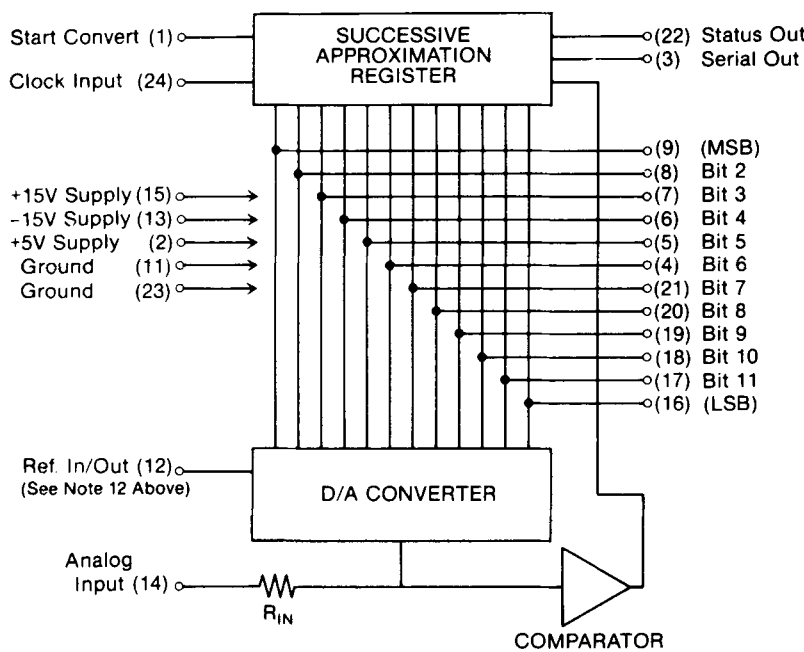 SUCCESSIVE
APPROXIMATION
REGISTER
Start Convert (1)
Clock Input (24)
(22) Status Out
(3) Serial Out
(9) (MSB)
(8) Bit 2
(7) Bit 3
(6) Bit 4
(5) Bit 5
(4) Bit 6
(21) Bit 7
(20) Bit 8
(19) Bit 9
(18) Bit 10
(17) Bit 11
(16) (LSB)
+15V Supply (15)
-15V Supply (13)
+5V Supply (2)
Ground (11)
Ground (23)
Ref. In/Out (12)
(See Note 12 Above)
D/A CONVERTER
Analog
Input (14)
RIN
COMPARATOR